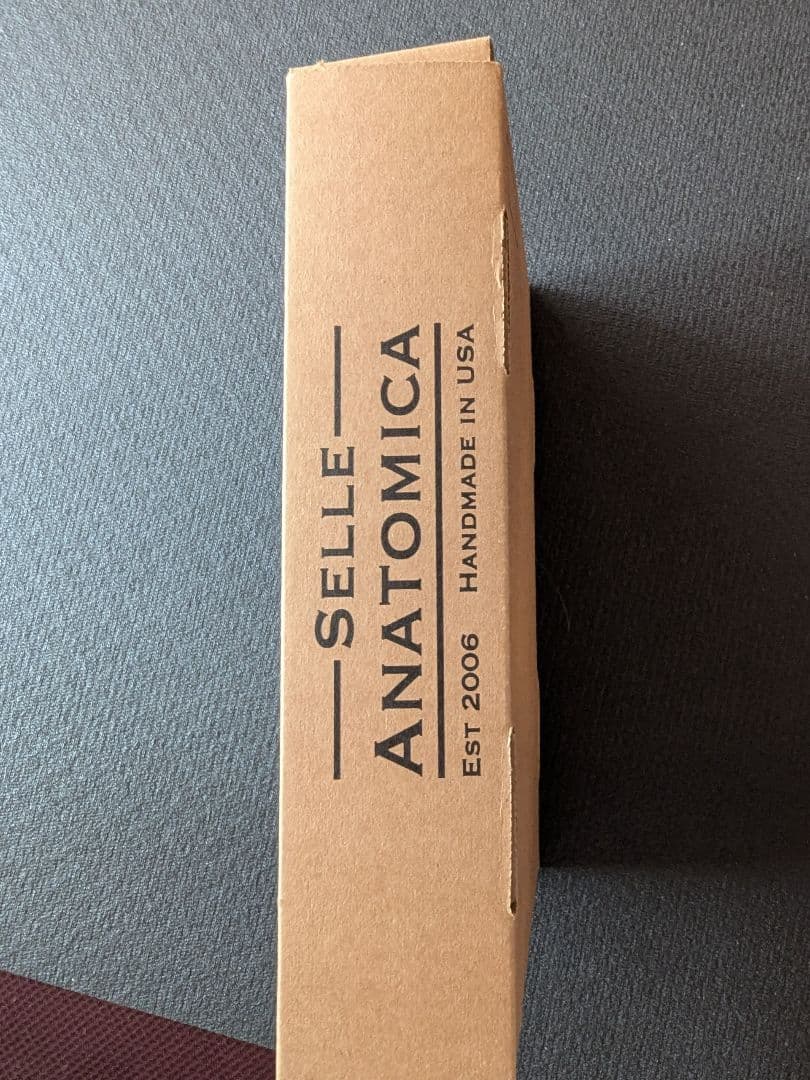 SELLE
ANATOMICA
EST 2006 HANDMADE IN USA